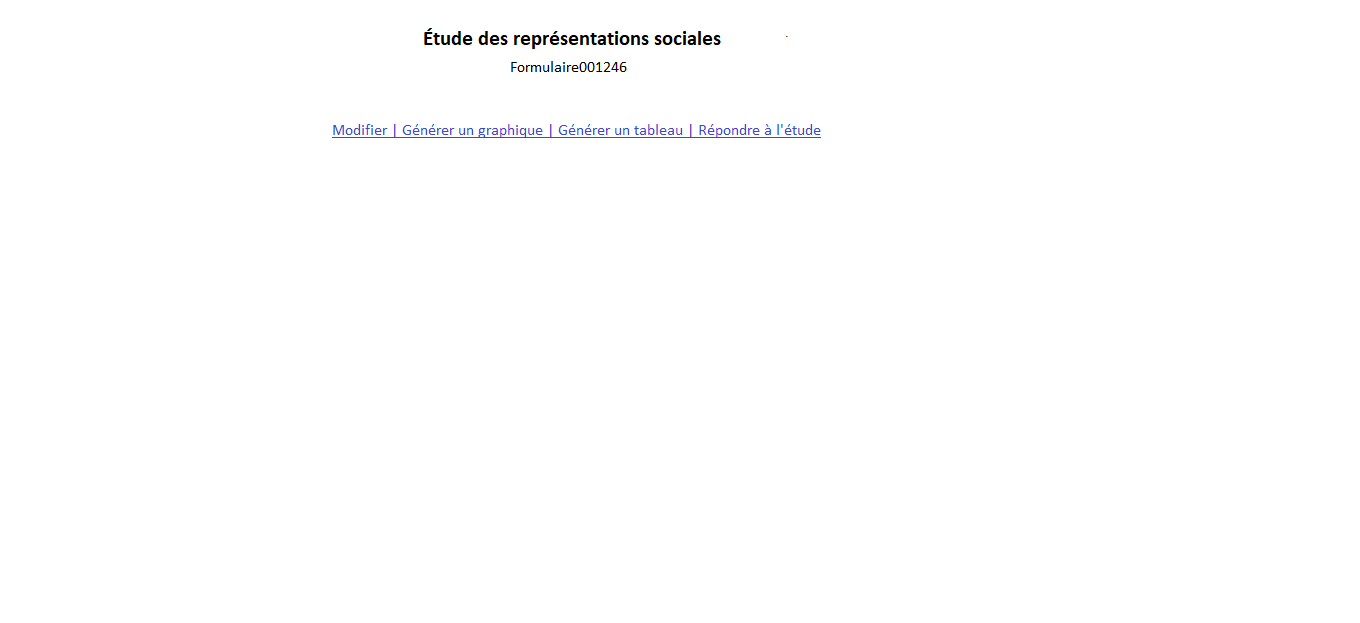 Étude des représentations sociales
Formulaire001246
Modifier | Générer un graphique | Générer un tableau | Répondre à l'étude